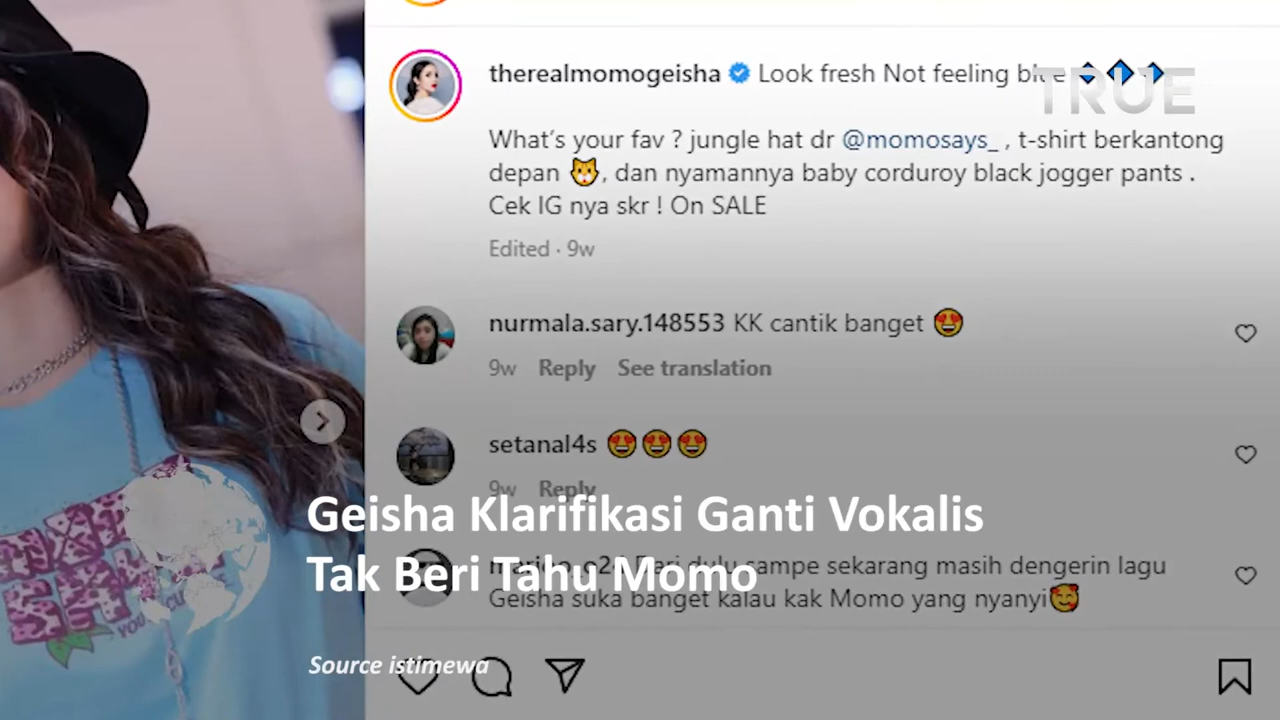 therealmomogeisha Look fresh Not feeling blue
TRUE
What's your fav ? jungle hat dr @momosays_ , t-shirt berkantong
depan , dan nyamannya baby corduroy black jogger pants .
Cek IG nya skr ! On SALE
Edited · 9w
nurmala.sary.148553 KK cantik banget
9w Reply See translation
setanal4s
9w Reply
Geisha Klarifikasi Ganti Vokalis
Tak Beri Tahu Momo
Dari dulu sampe sekarang masih dengerin lagu
Geisha suka banget kalau kak Momo yang nyanyi
Source istimewa
YOU